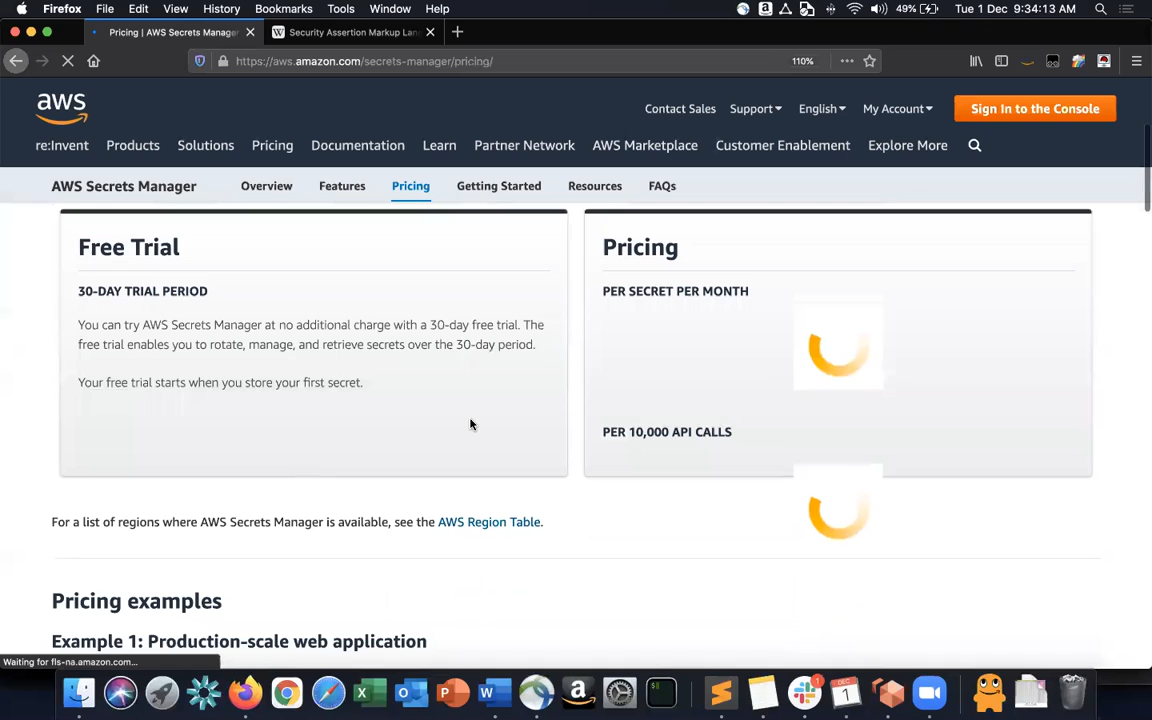 Firefox File Edit View History Bookmarks Tools Window Help 49% Tue 1 Dec 9:34:13 AM
Pricing | AWS Secrets Manager Security Assertion Markup Lan
https://aws.amazon.com/secrets-manager/pricing/ 110%
aws Contact Sales Support English My Account Sign In to the Console
re:Invent Products Solutions Pricing Documentation Learn Partner Network AWS Marketplace Customer Enablement Explore More
AWS Secrets Manager Overview Features Pricing Getting Started Resources FAQs
Free Trial
30-DAY TRIAL PERIOD
You can try AWS Secrets Manager at no additional charge with a 30-day free trial. The
free trial enables you to rotate, manage, and retrieve secrets over the 30-day period.
Your free trial starts when you store your first secret.
Pricing
PER SECRET PER MONTH
PER 10,000 API CALLS
For a list of regions where AWS Secrets Manager is available, see the AWS Region Table.
Pricing examples
Example 1: Production-scale web application
Waiting for fls-na.amazon.com...